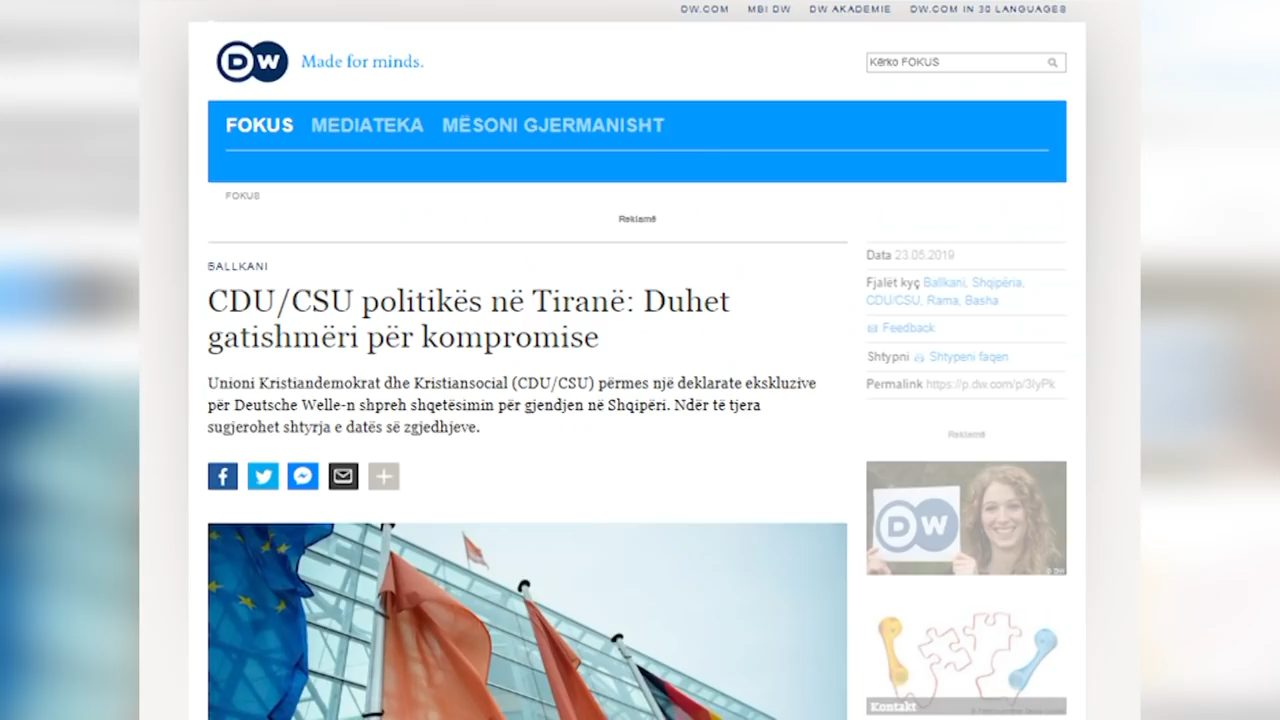 DW.COM MBI DW DW AKADEMIE DW.COM IN 30 LANGUAGES
DW Made for minds.
Kërko FOKUS
FOKUS MEDIATEKA MËSONI GJERMANISHT
FOKUS
Reklamë
BALLKANI
CDU/CSU politikës në Tiranë: Duhet
gatishmëri për kompromise
Unioni Kristiandemokrat dhe Kristiansocial (CDU/CSU) përmes një deklarate ekskluzive
për Deutsche Welle-n shpreh shqetësimin për gjendjen në Shqipëri. Ndër të tjera
sugjerohet shtyrja e datës së zgjedhjeve.
Data 23.05.2019
Fjalët kyç Ballkani, Shqipëria,
CDU/CSU, Rama, Basha
Feedback
Shtypni Shtypeni faqen
Permalink https://p.dw.com/p/3IyPk
Reklamë
DW
© DW
Kontakt